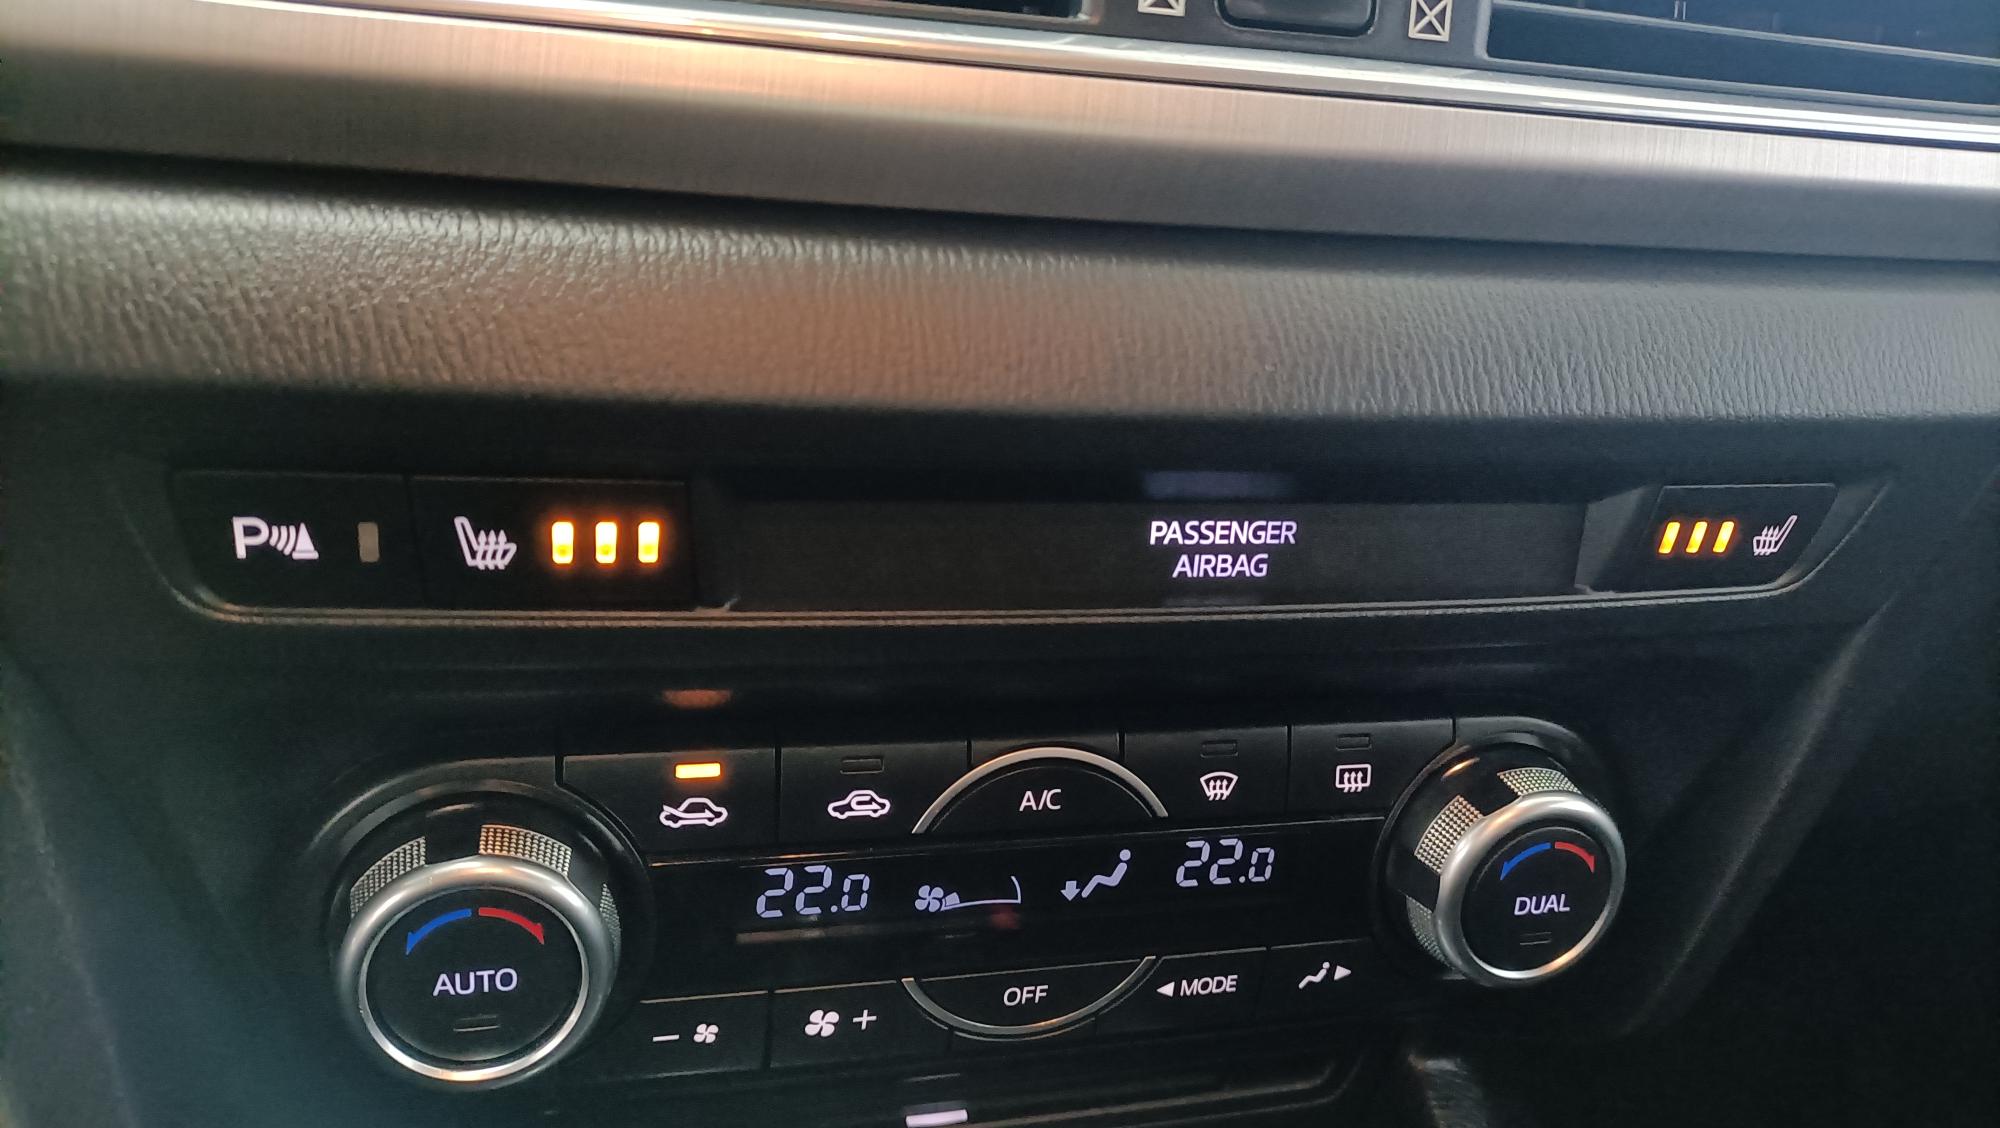 P
PASSENGER
AIRBAG
A/C
22.0
22.0
AUTO
DUAL
OFF
MODE